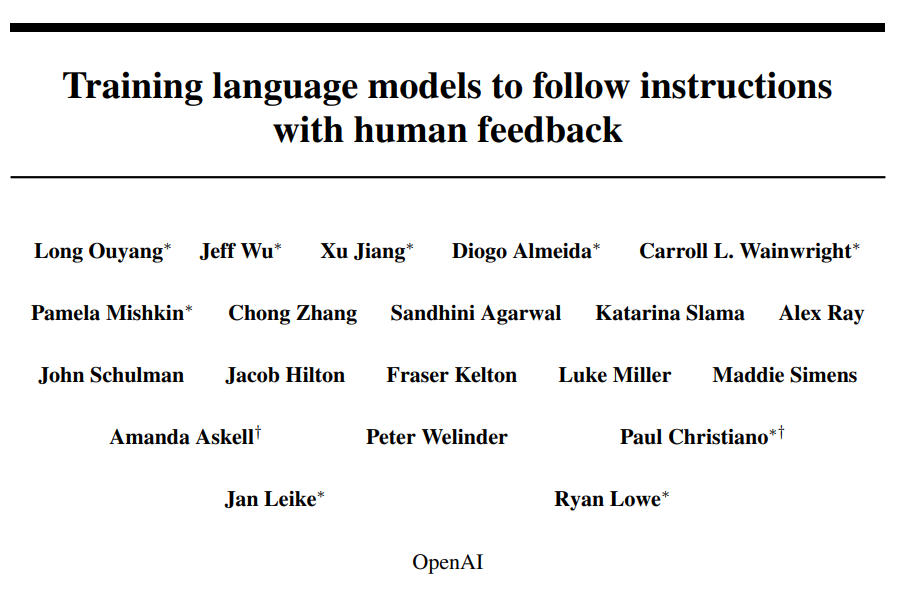 Training language models to follow instructions
with human feedback
Long Ouyang∗ Jeff Wu∗ Xu Jiang∗ Diogo Almeida∗ Carroll L. Wainwright∗
Pamela Mishkin∗ Chong Zhang Sandhini Agarwal Katarina Slama Alex Ray
John Schulman Jacob Hilton Fraser Kelton Luke Miller Maddie Simens
Amanda Askell† Peter Welinder Paul Christiano∗†
Jan Leike∗ Ryan Lowe∗
OpenAI